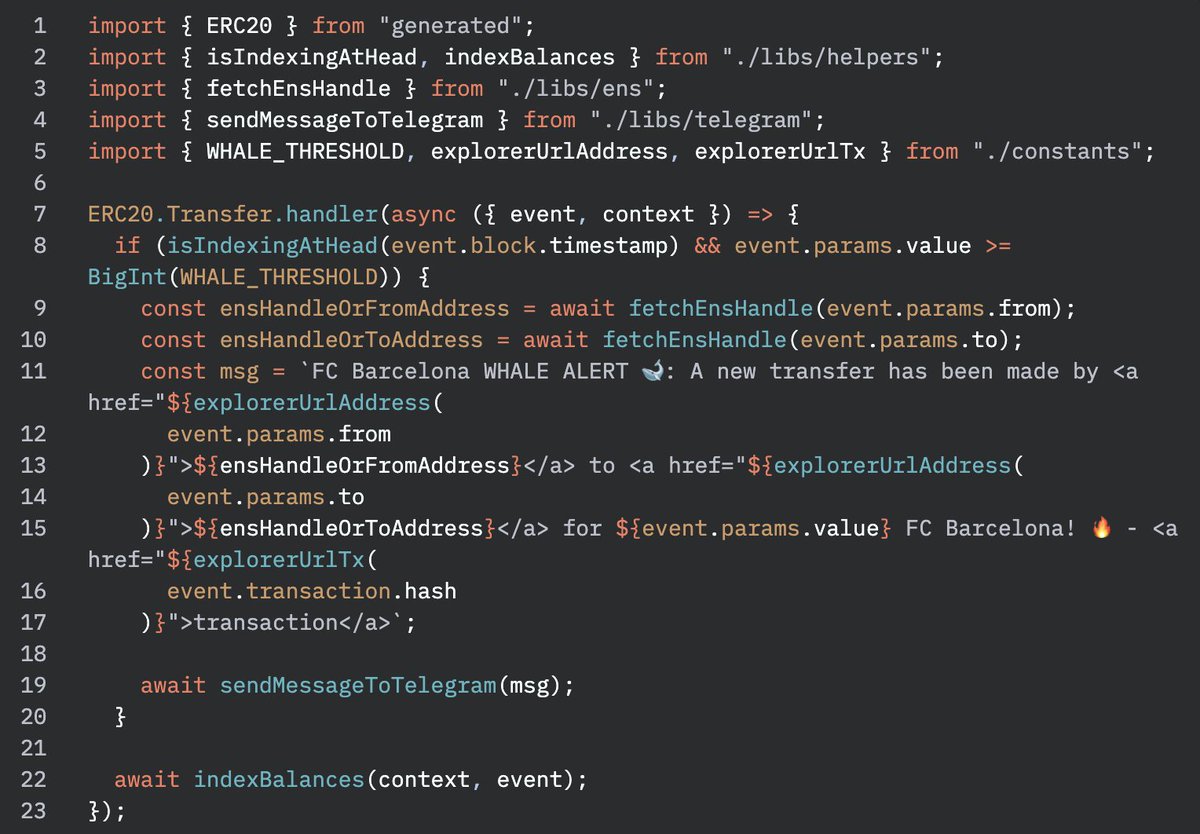 1 import { ERC20 } from "generated";
2 import { isIndexingAtHead, indexBalances } from "./libs/helpers";
3 import { fetchEnsHandle } from "./libs/ens";
4 import { sendMessageToTelegram } from "./libs/telegram";
5 import { WHALE_THRESHOLD, explorerUrlAddress, explorerUrlTx } from "./constants";
6
7 ERC20.Transfer.handler(async ({ event, context }) => {
8   if (isIndexingAtHead(event.block.timestamp) && event.params.value >=
BigInt(WHALE_THRESHOLD)) {
9     const ensHandleOrFromAddress = await fetchEnsHandle(event.params.from);
10     const ensHandleOrToAddress = await fetchEnsHandle(event.params.to);
11     const msg = `FC Barcelona WHALE ALERT 🐋: A new transfer has been made by <a
href="${explorerUrlAddress(
12       event.params.from
13     )}">${ensHandleOrFromAddress}</a> to <a href="${explorerUrlAddress(
14       event.params.to
15     )}">${ensHandleOrToAddress}</a> for ${event.params.value} FC Barcelona! 🔥 - <a
href="${explorerUrlTx(
16       event.transaction.hash
17     )}">transaction</a>`;
18
19     await sendMessageToTelegram(msg);
20   }
21
22   await indexBalances(context, event);
23 });